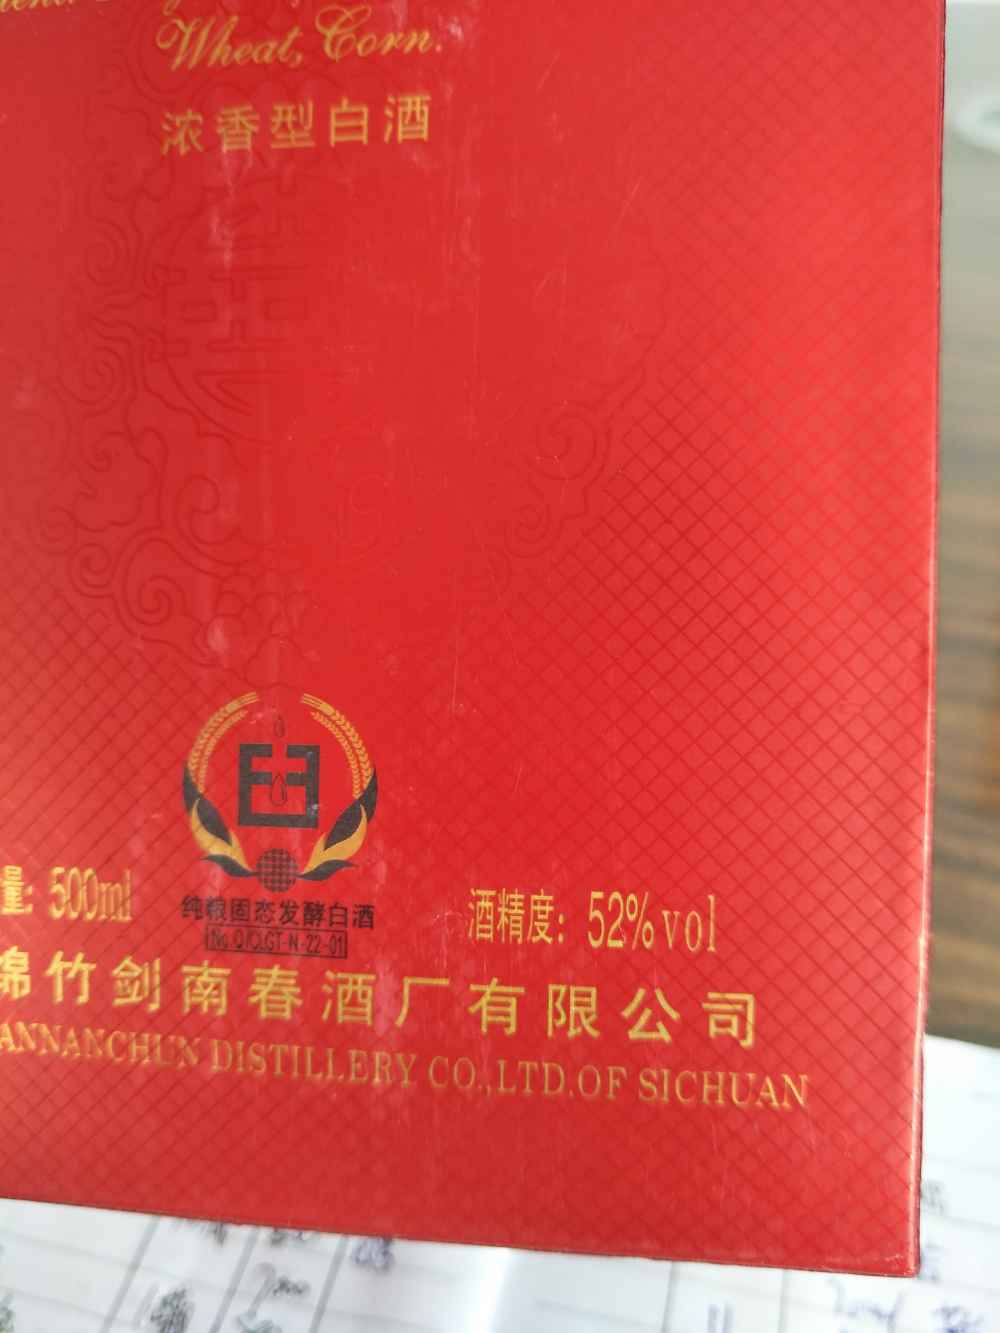 Wheat, Corn.
浓香型白酒
量: 500ml
酒精度: 52%vol
纯粮固态发酵白酒
No.Q/Q.GT-N-22-01
绵竹剑南春酒厂有限公司
ANNANCHUN DISTILLERY CO.,LTD.OF SICHUAN